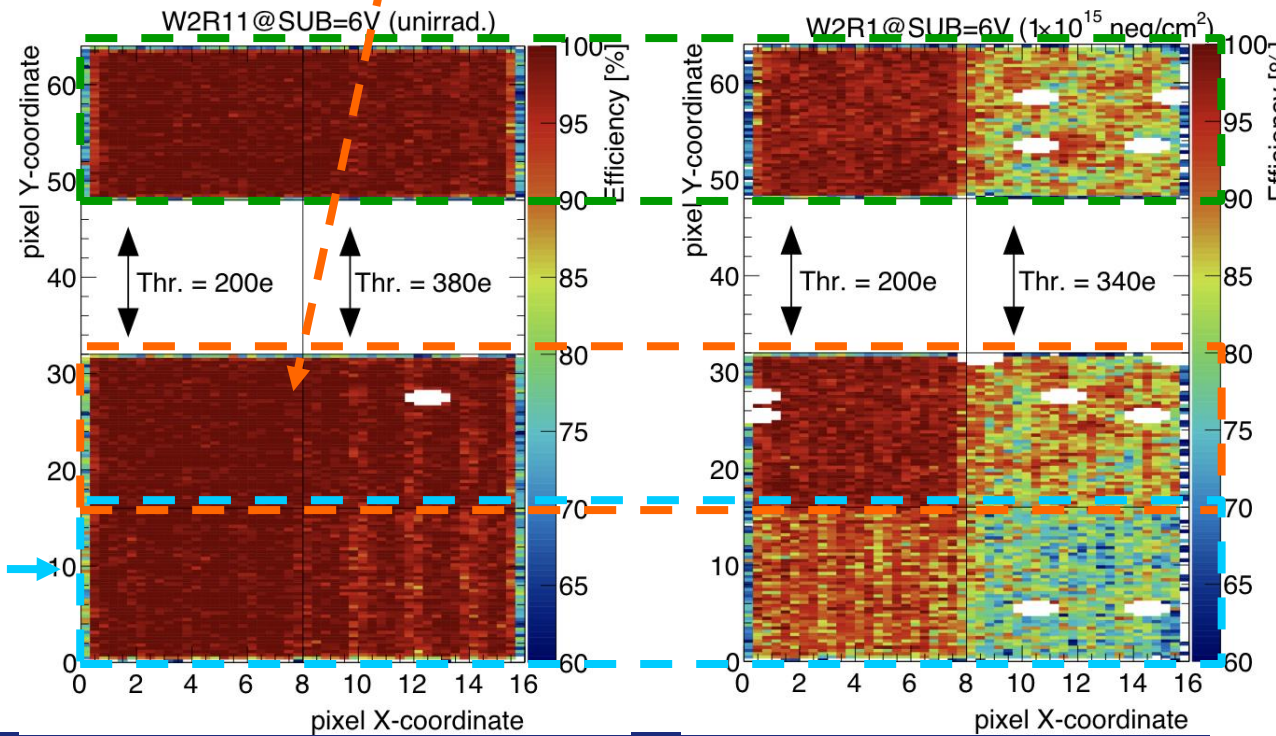 W2R11@SUB=6V (unirrad.)
pixel Y-coordinate
60
50
40
30
20
10
0
Thr. = 200e
Thr. = 380e
0 2 4 6 8 10 12 14 16
pixel X-coordinate
100
95
90
85
80
75
70
65
60
Efficiency [%]
W2R1@SUB=6V (1×10¹⁵ neq/cm²)
pixel Y-coordinate
60
50
40
30
20
10
0
Thr. = 200e
Thr. = 340e
0 2 4 6 8 10 12 14 16
pixel X-coordinate
100
95
90
85
80
75
70
65
60
Efficiency [%]